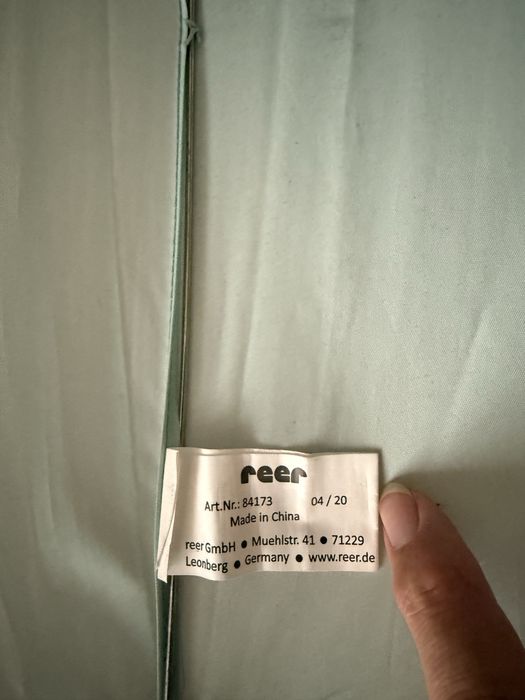 reer
Art.Nr.: 84173 04 / 20
Made in China
reer GmbH ● Muehlstr. 41 ● 71229
Leonberg ● Germany ● www.reer.de